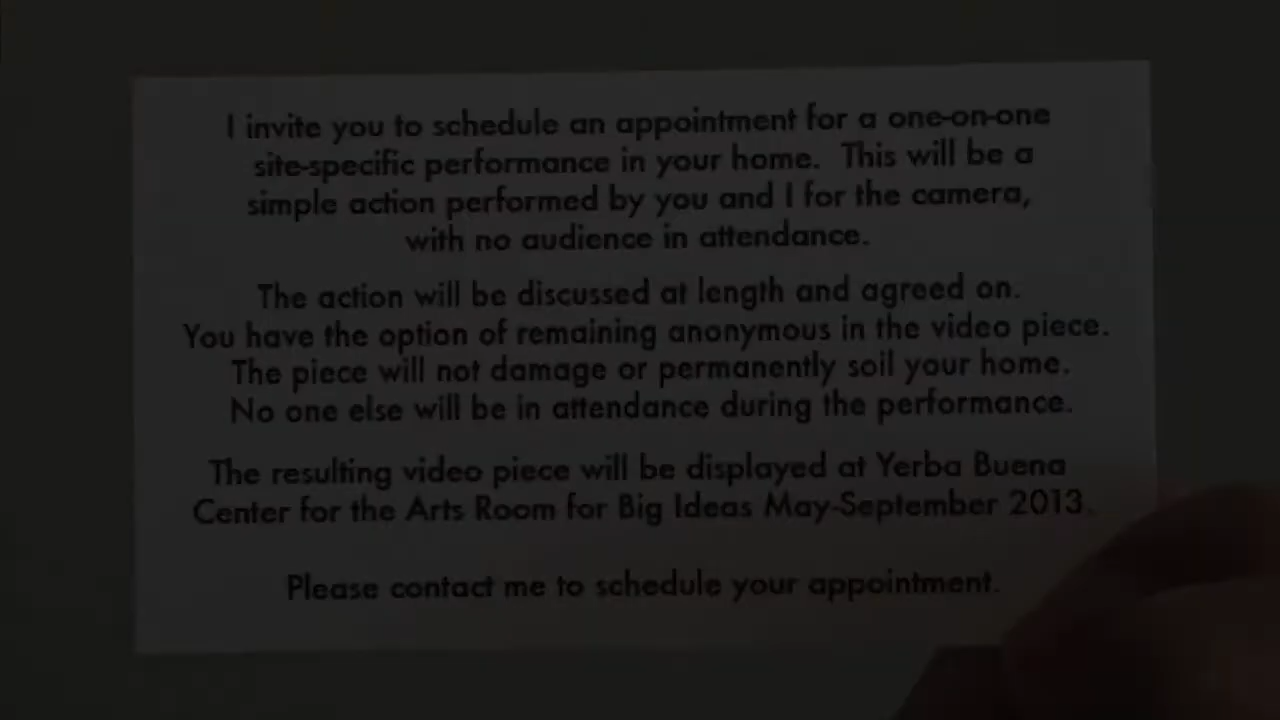 I invite you to schedule an appointment for a one-on-one
site-specific performance in your home. This will be a
simple action performed by you and I for the camera,
with no audience in attendance.
The action will be discussed at length and agreed on.
You have the option of remaining anonymous in the video piece.
The piece will not damage or permanently soil your home.
No one else will be in attendance during the performance.
The resulting video piece will be displayed at Yerba Buena
Center for the Arts Room for Big Ideas May-September 2013.
Please contact me to schedule your appointment.